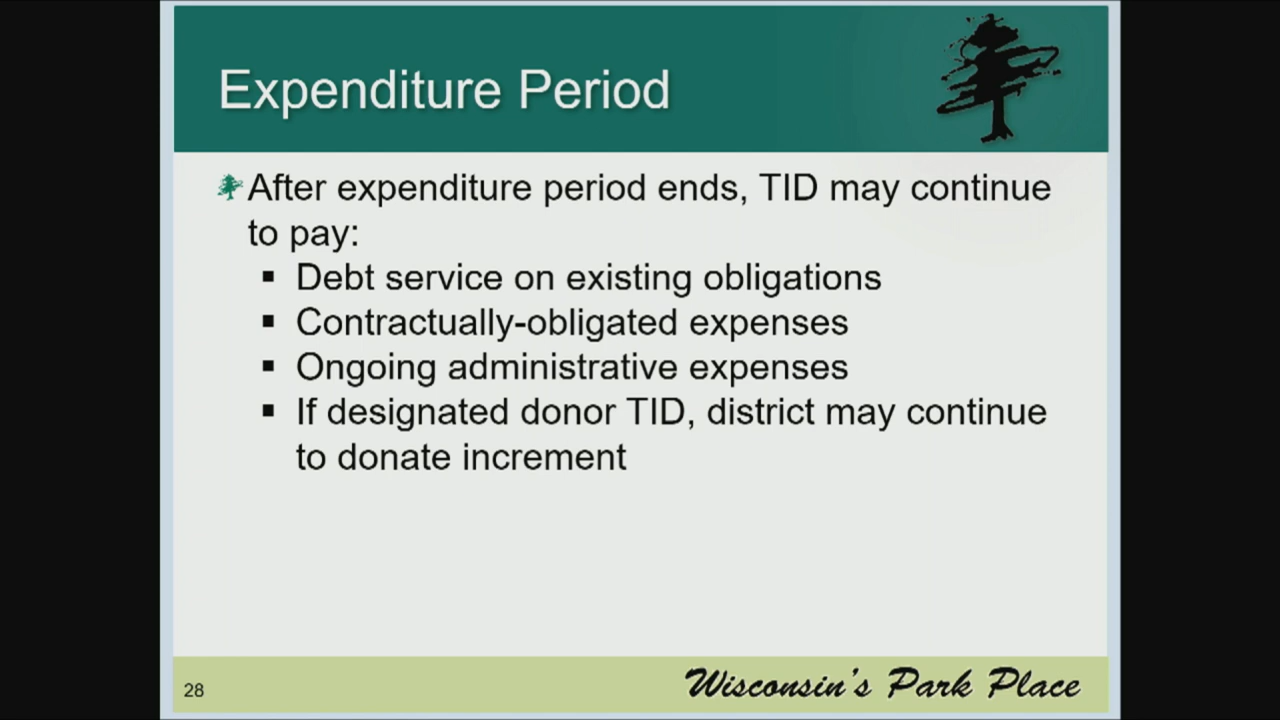 Expenditure Period
After expenditure period ends, TID may continue
to pay:
▪ Debt service on existing obligations
▪ Contractually-obligated expenses
▪ Ongoing administrative expenses
▪ If designated donor TID, district may continue
to donate increment
28
Wisconsin's Park Place